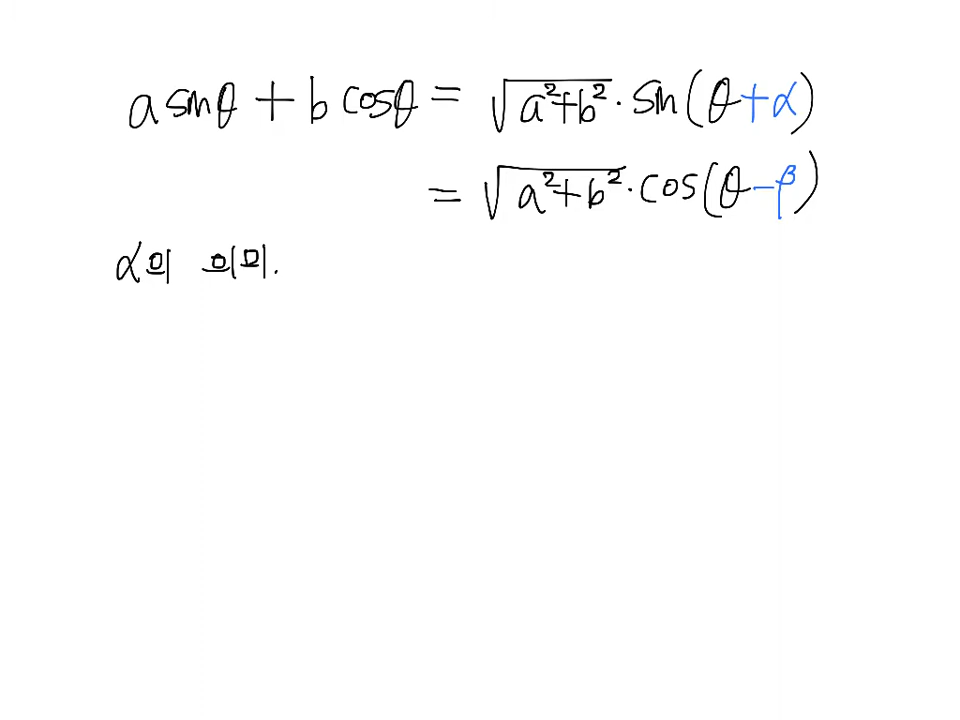 a sinθ + b cosθ = √a²+b² · sin(θ+α)
= √a²+b² · cos(θ-β)
α의 의미.